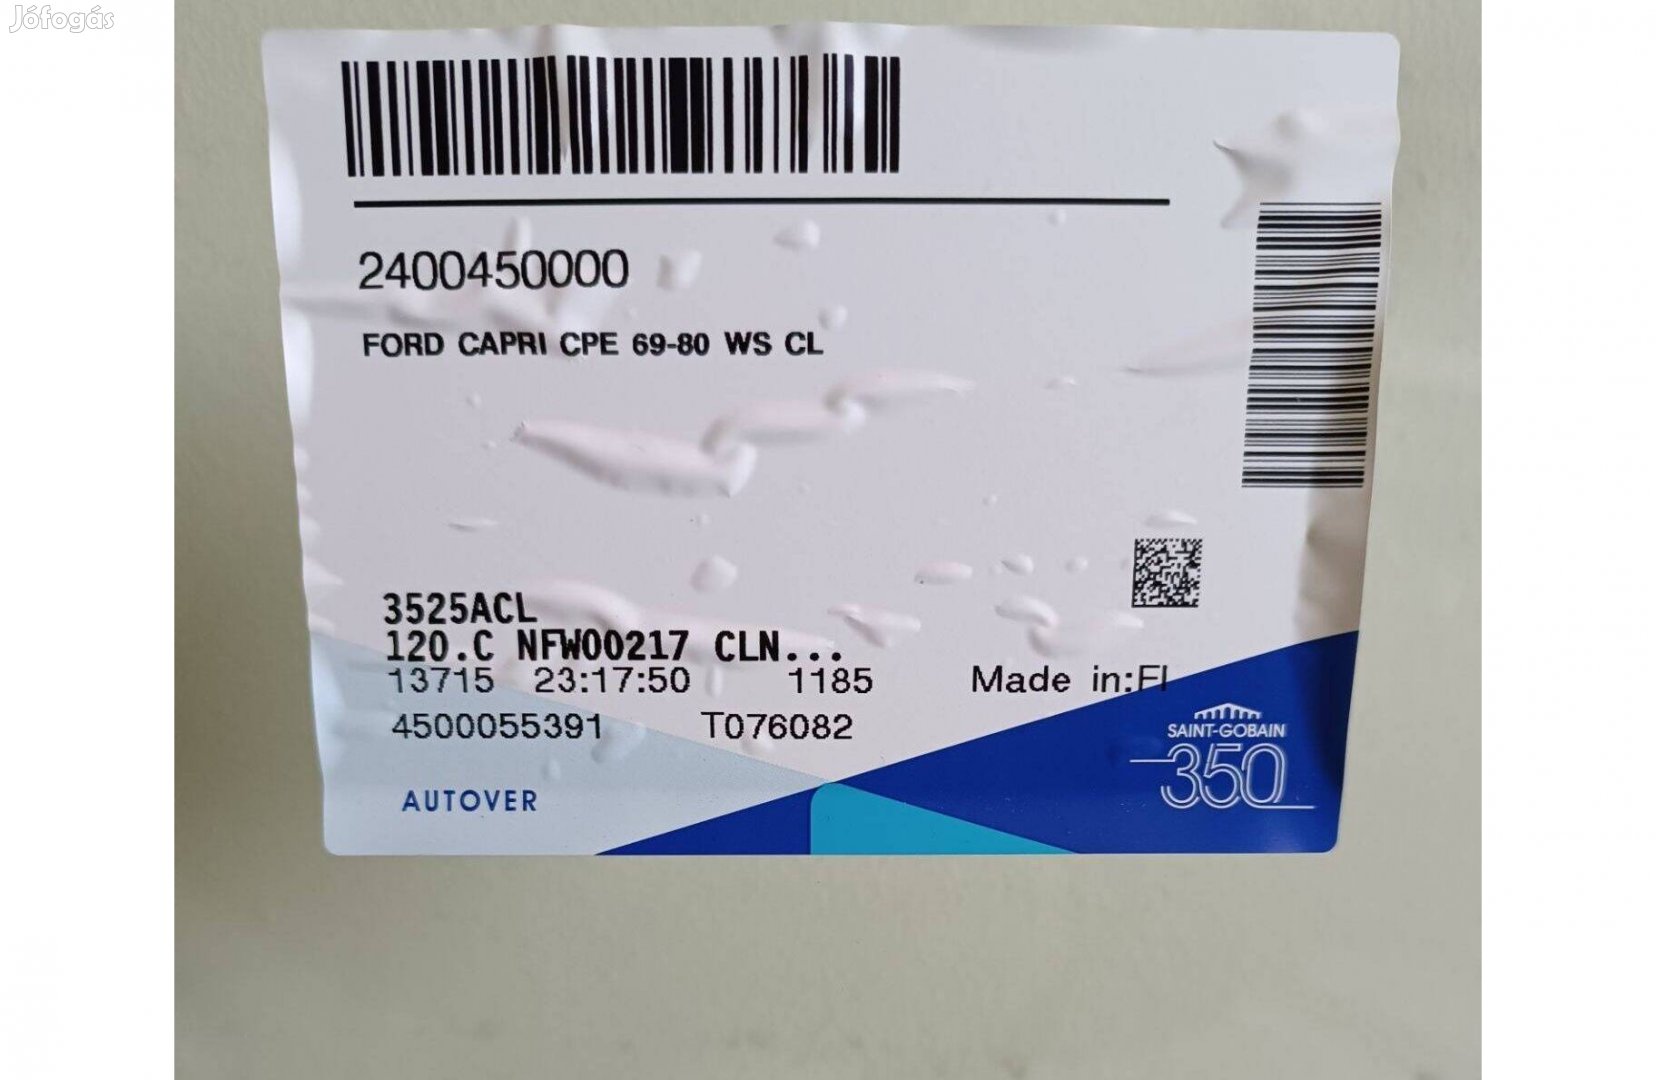 Jófogás
2400450000
FORD CAPRI CPE 69-80 WS CL
3525ACL
120.C NFW00217 CLN...
13715 23:17:50 1185 Made in:FI
4500055391 T076082
SAINT-GOBAIN
350
AUTOVER